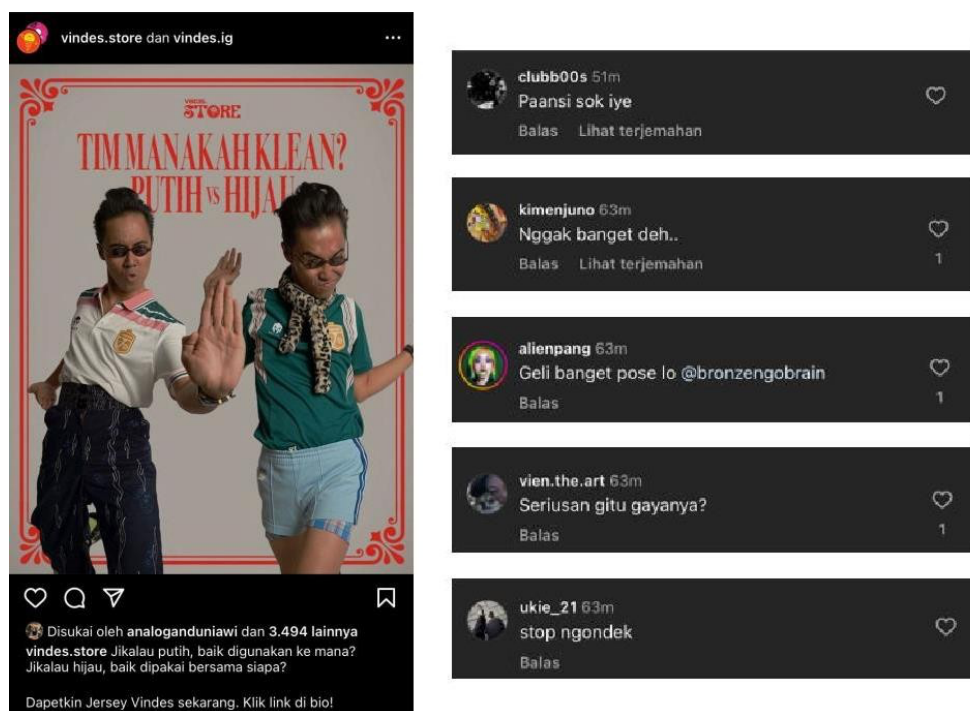 vindes.store dan vindes.ig
VINDES
STORE
TIM MANAKAH KLEAN?
PUTIH VS HIJAU
Disukai oleh analoganduniawi dan 3.494 lainnya
vindes.store Jikalau putih, baik digunakan ke mana?
Jikalau hijau, baik dipakai bersama siapa?
Dapetkin Jersey Vindes sekarang. Klik link di bio!
clubb00s 51m
Paansi sok iye
Balas Lihat terjemahan
kimenjuno 63m
Nggak banget deh..
1
Balas Lihat terjemahan
alienpang 63m
Geli banget pose lo @bronzengobrain
1
Balas
vien.the.art 63m
Seriusan gitu gayanya?
1
Balas
ukie_21 63m
stop ngondek
Balas